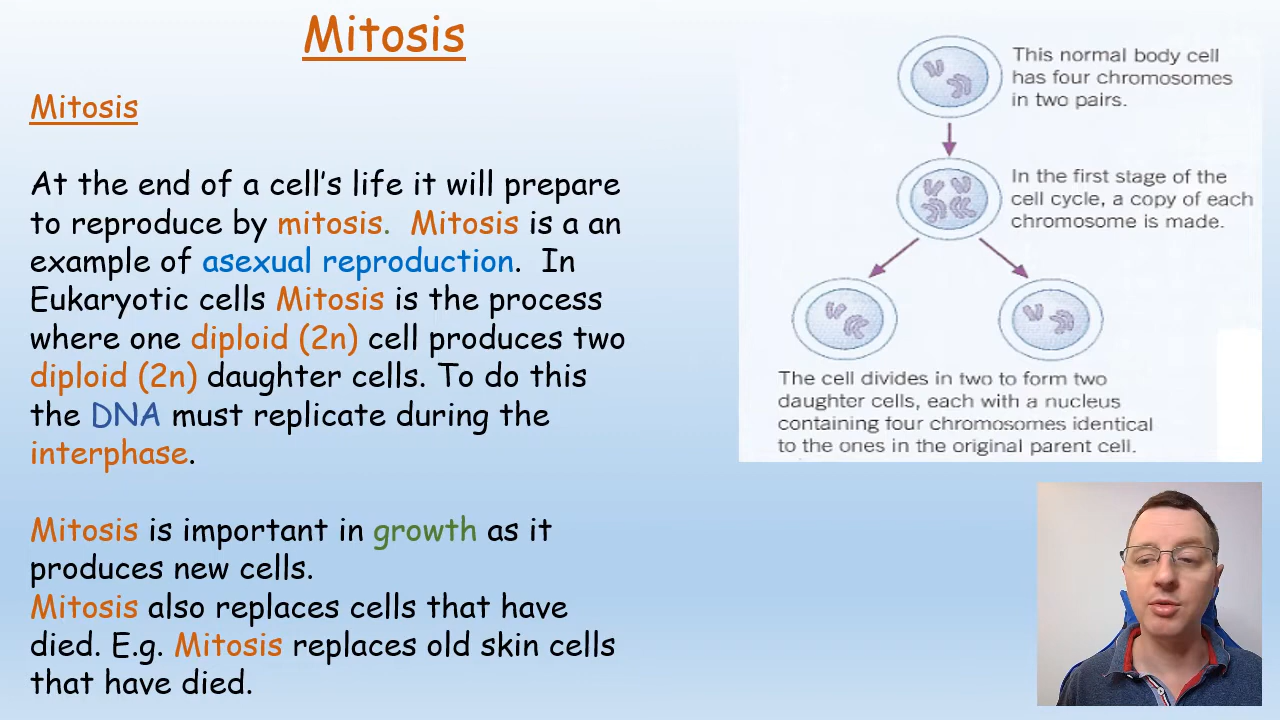 Mitosis
Mitosis
At the end of a cell's life it will prepare
to reproduce by mitosis. Mitosis is a an
example of asexual reproduction. In
Eukaryotic cells Mitosis is the process
where one diploid (2n) cell produces two
diploid (2n) daughter cells. To do this
the DNA must replicate during the
interphase.
Mitosis is important in growth as it
produces new cells.
Mitosis also replaces cells that have
died. E.g. Mitosis replaces old skin cells
that have died.
This normal body cell
has four chromosomes
in two pairs.
In the first stage of the
cell cycle, a copy of each
chromosome is made.
The cell divides in two to form two
daughter cells, each with a nucleus
containing four chromosomes identical
to the ones in the original parent cell.